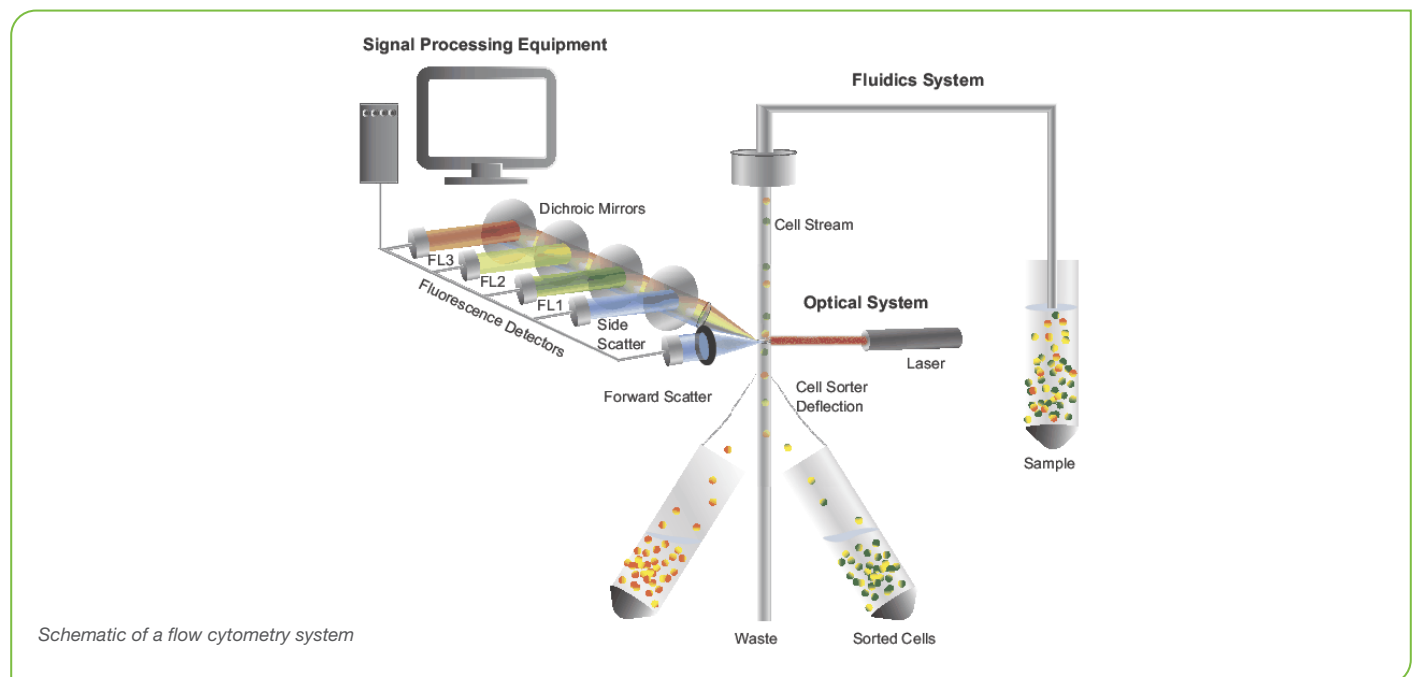 Signal Processing Equipment
Fluidics System
Dichroic Mirrors
Cell Stream
FL3
FL2
FL1
Fluorescence Detectors
Side
Scatter
Optical System
Laser
Forward Scatter
Cell Sorter
Deflection
Sample
Waste
Sorted Cells
Schematic of a flow cytometry system